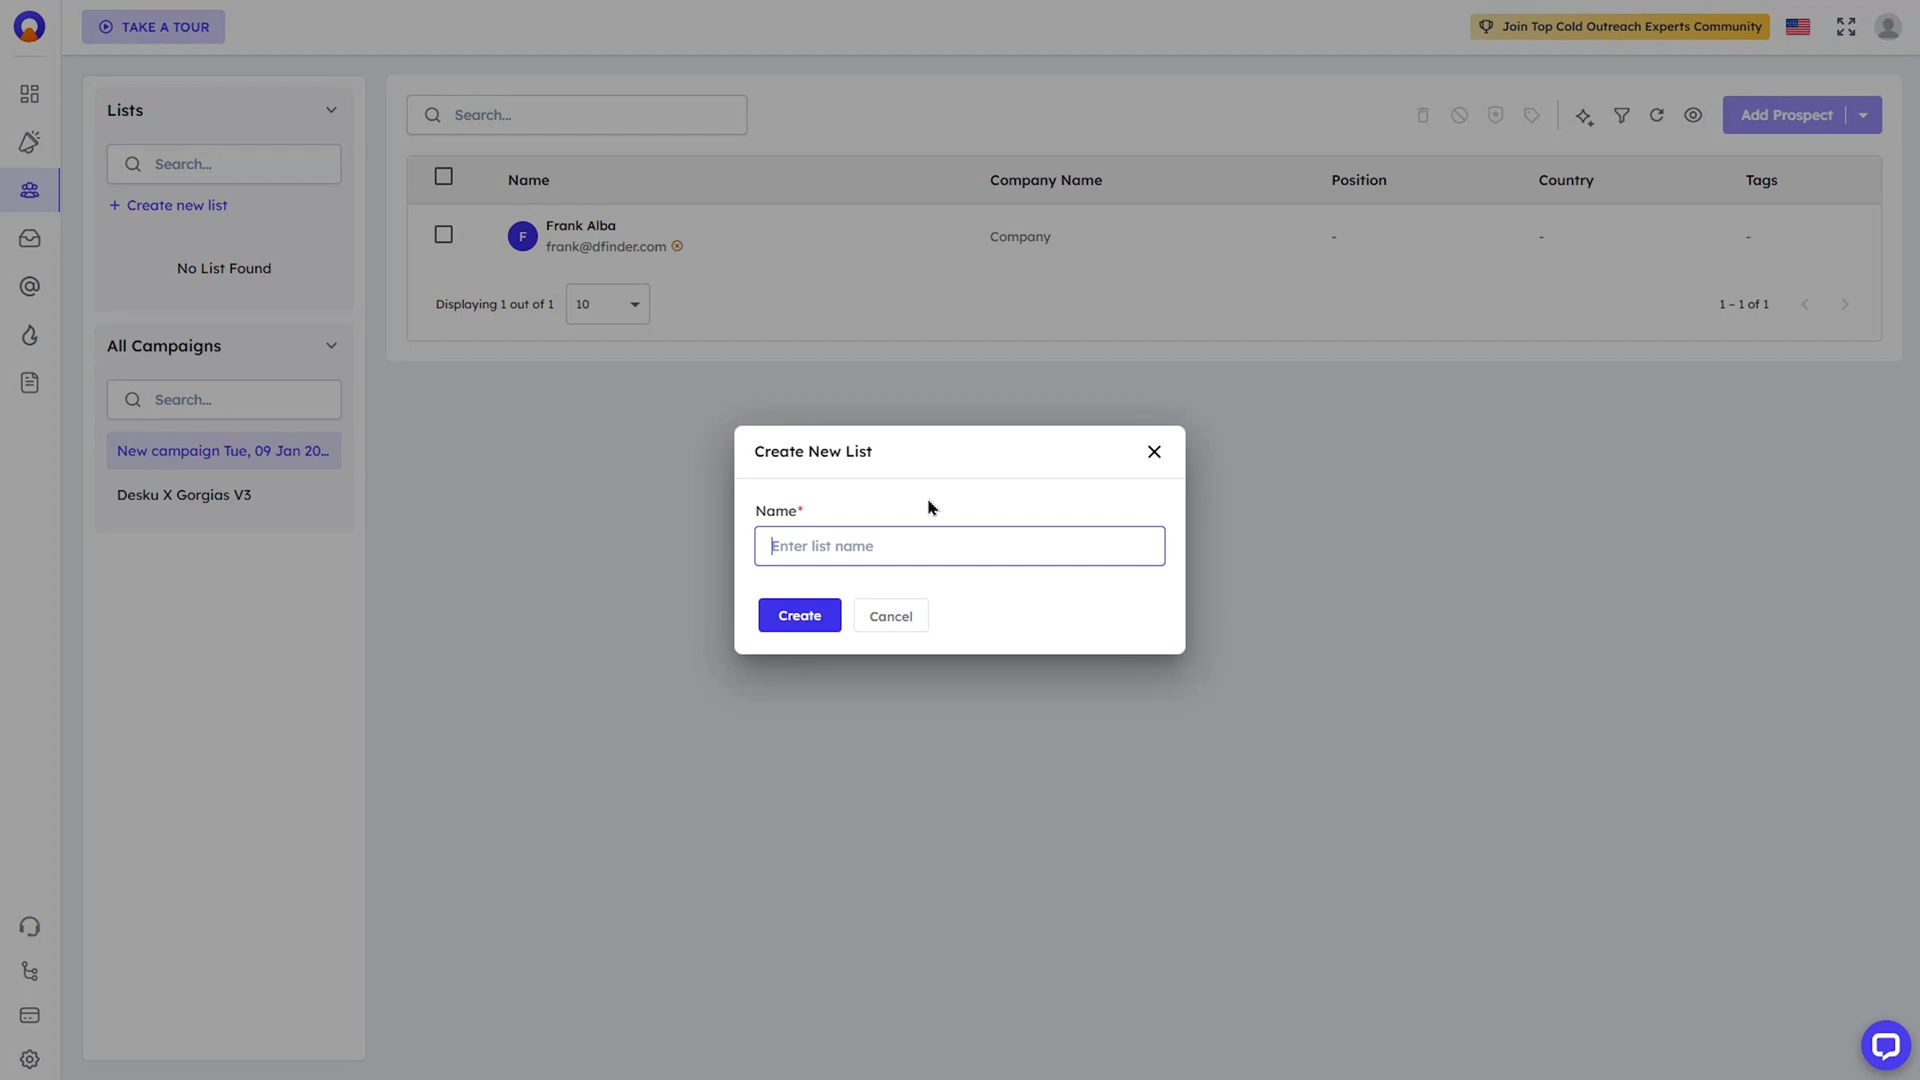 TAKE A TOUR
Join Top Cold Outreach Experts Community
Lists
Search...
+ Create new list
No List Found
All Campaigns
Search...
New campaign Tue, 09 Jan 20...
Desku X Gorgias V3
Search...
Add Prospect
Name
Company Name
Position
Country
Tags
F
Frank Alba
frank@dfinder.com
Company
-
-
-
Displaying 1 out of 1
10
1 – 1 of 1
Create New List
Name*
Enter list name
Create
Cancel